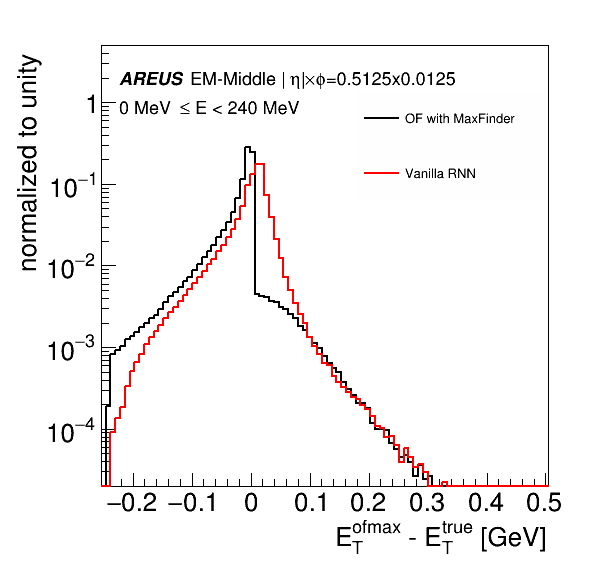 normalized to unity
AREUS EM-Middle | η|×ϕ=0.5125x0.0125
0 MeV ≤ E < 240 MeV
OF with MaxFinder
Vanilla RNN
1
10⁻¹
10⁻²
10⁻³
10⁻⁴
−0.2 −0.1 0 0.1 0.2 0.3 0.4 0.5
E_T^ofmax - E_T^true [GeV]